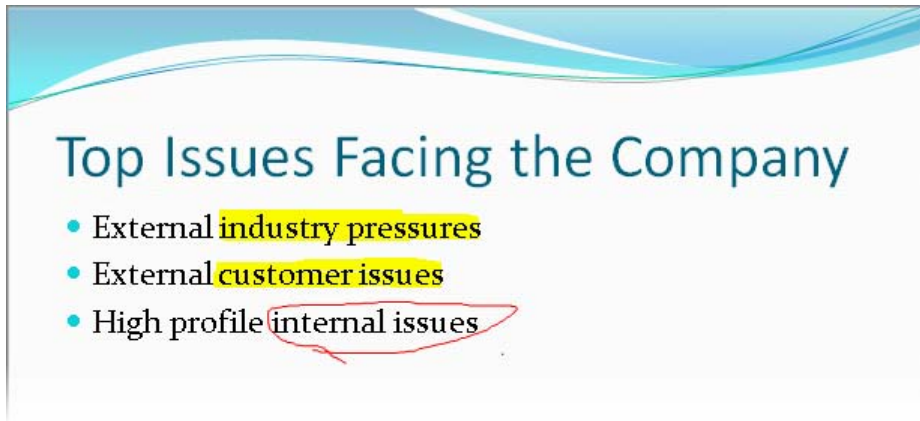 Top Issues Facing the Company
External industry pressures
External customer issues
High profile internal issues